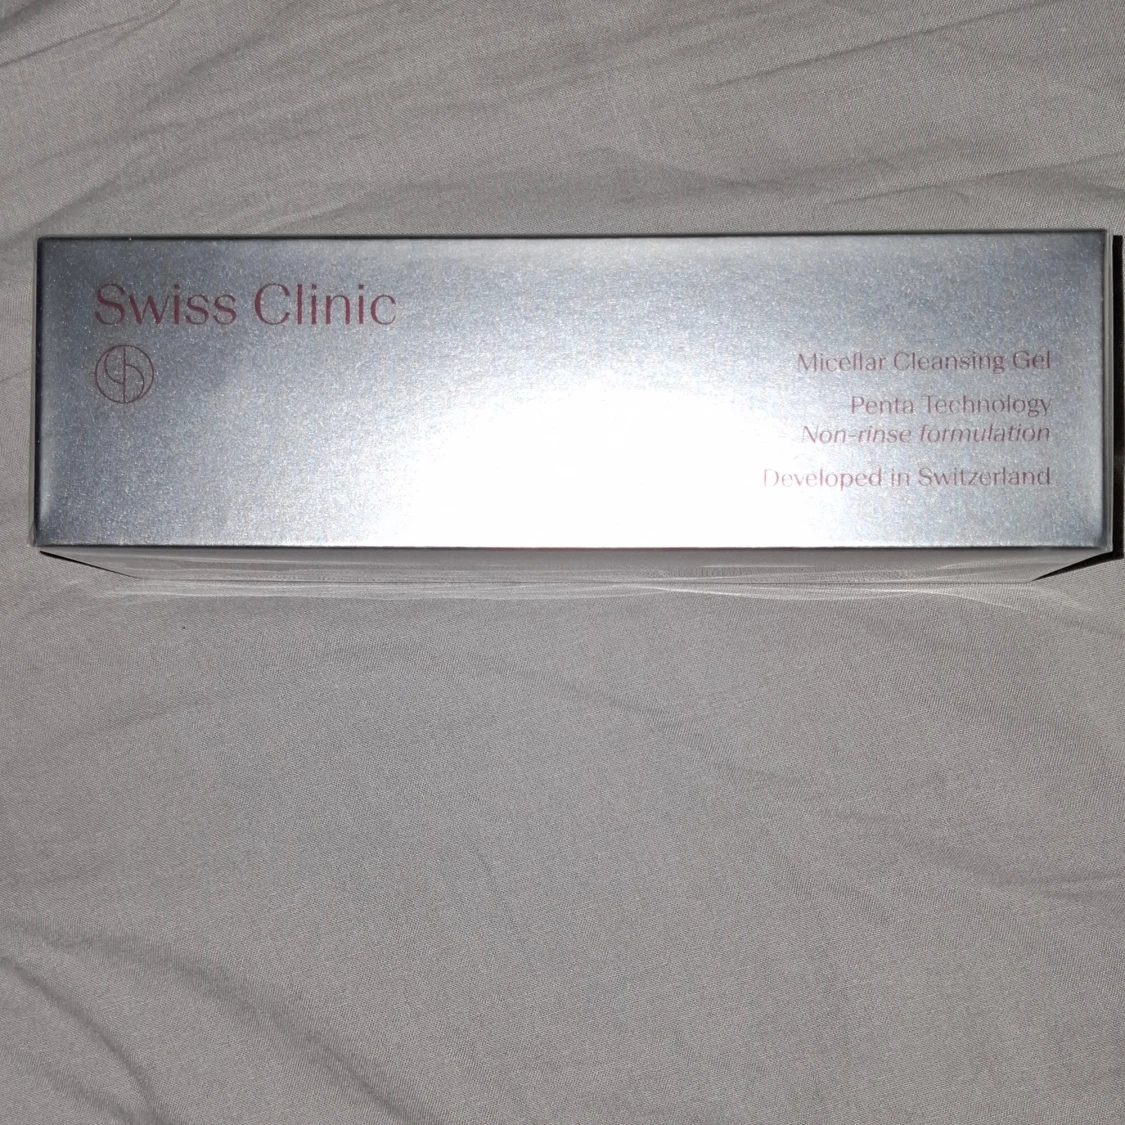 Swiss Clinic
Micellar Cleansing Gel
Penta Technology
Non-rinse formulation
Developed in Switzerland